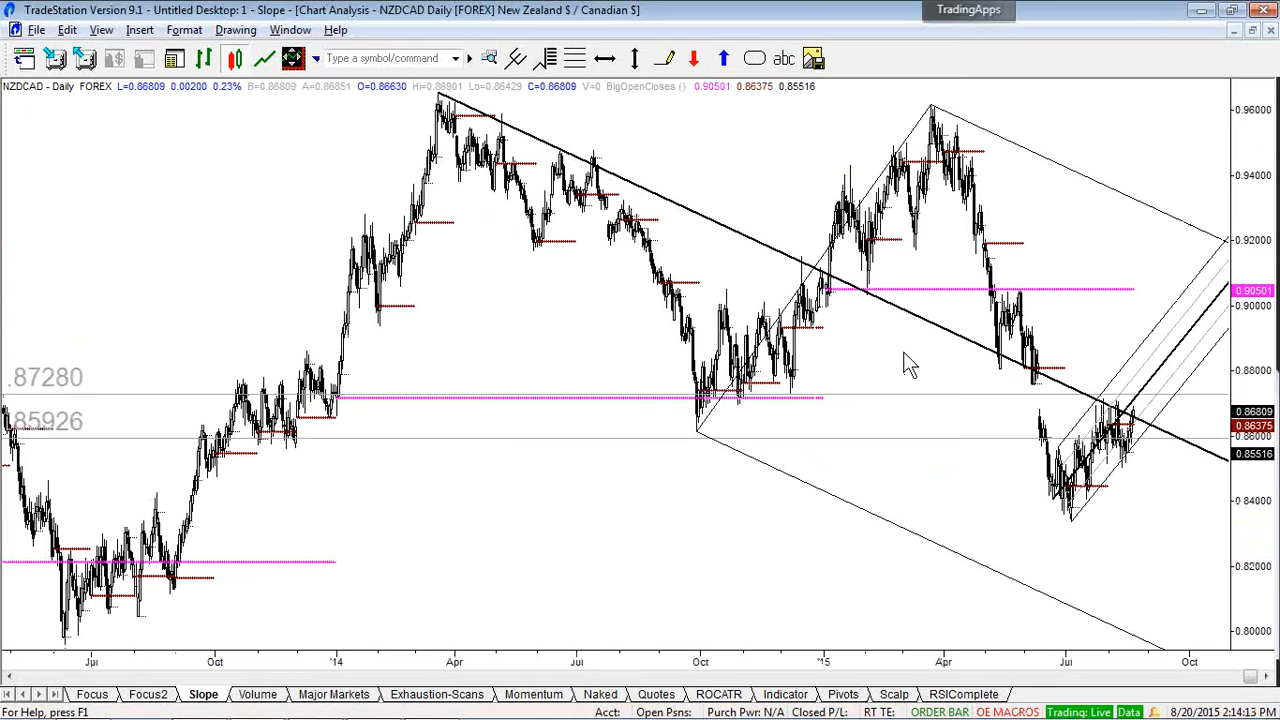 TradeStation Version 9.1 - Untitled Desktop: 1 - Slope - [Chart Analysis - NZDCAD Daily [FOREX] New Zealand $ / Canadian $]
TradingApps
File Edit View Insert Format Drawing Window Help
Type a symbol/command
abc
NZDCAD - Daily FOREX L=0.86809 0.00200 0.23% B=0.86809 A=0.86851 O=0.86630 Hi=0.86901 Lo=0.86429 C=0.86809 V=0 BigOpenCloses () 0.90501 0.86375 0.85516
0.96000
0.94000
0.92000
0.90501
0.90000
0.88000
.87280
0.86809
.85926
0.86375
0.86000
0.85516
0.84000
0.82000
0.80000
Jul Oct '14 Apr Jul Oct '15 Apr Jul Oct
Focus Focus2 Slope Volume Major Markets Exhaustion-Scans Momentum Naked Quotes ROCATR Indicator Pivots Scalp RSIComplete
For Help, press F1 Acct: Open Psns: Purch Pwr: N/A Closed P/L: RT TE: ORDER BAR OE MACROS Trading: Live Data 8/20/2015 2:14:13 PM